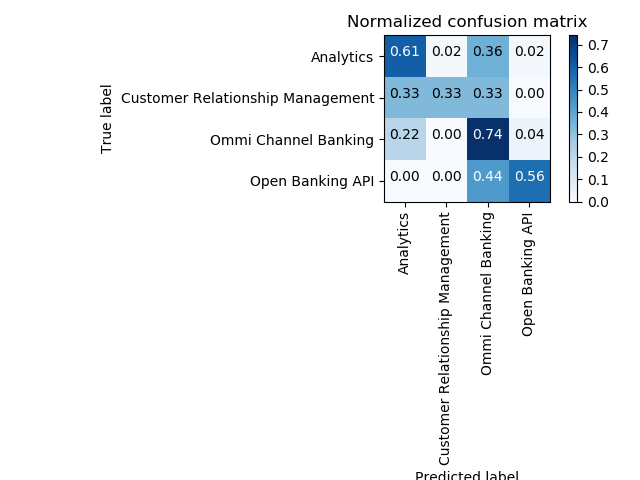 Normalized confusion matrix
True label
Analytics 0.61 0.02 0.36 0.02
Customer Relationship Management 0.33 0.33 0.33 0.00
Ommi Channel Banking 0.22 0.00 0.74 0.04
Open Banking API 0.00 0.00 0.44 0.56
Analytics
Customer Relationship Management
Ommi Channel Banking
Open Banking API
Predicted label
0.7
0.6
0.5
0.4
0.3
0.2
0.1
0.0